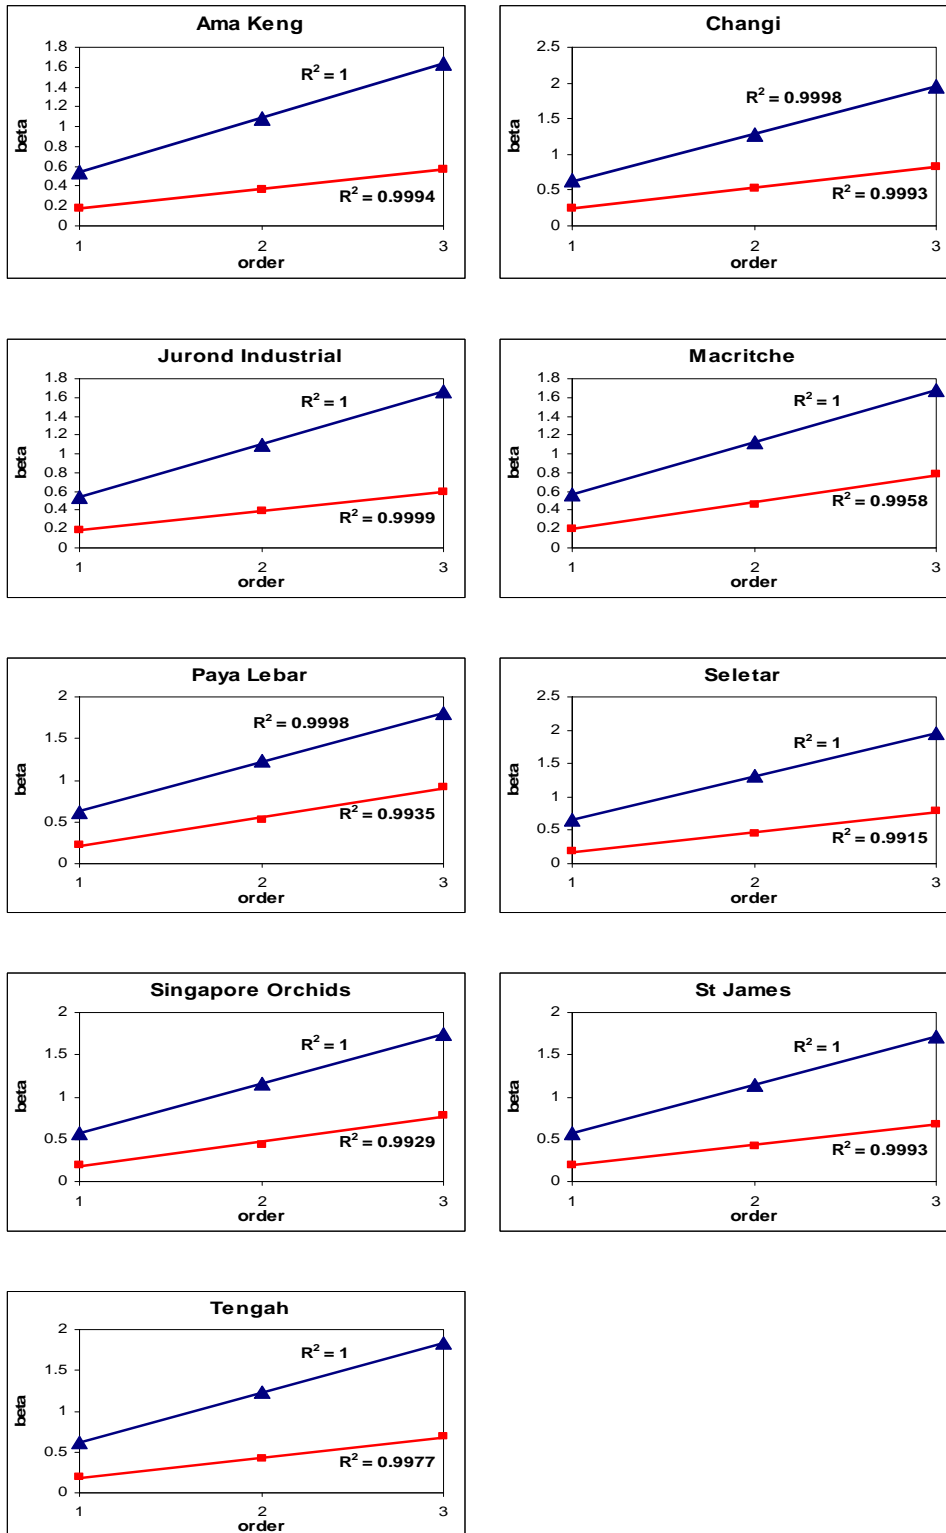 Ama Keng
1.8
1.6
1.4
1.2
1
0.8
0.6
0.4
0.2
0
beta
R² = 1
R² = 0.9994
1 2 3
order
Changi
2.5
2
1.5
1
0.5
0
beta
R² = 0.9998
R² = 0.9993
1 2 3
order
Jurond Industrial
1.8
1.6
1.4
1.2
1
0.8
0.6
0.4
0.2
0
beta
R² = 1
R² = 0.9999
1 2 3
order
Macritche
1.8
1.6
1.4
1.2
1
0.8
0.6
0.4
0.2
0
beta
R² = 1
R² = 0.9958
1 2 3
order
Paya Lebar
2
1.5
1
0.5
0
beta
R² = 0.9998
R² = 0.9935
1 2 3
order
Seletar
2.5
2
1.5
1
0.5
0
beta
R² = 1
R² = 0.9915
1 2 3
order
Singapore Orchids
2
1.5
1
0.5
0
beta
R² = 1
R² = 0.9929
1 2 3
order
St James
2
1.5
1
0.5
0
beta
R² = 1
R² = 0.9993
1 2 3
order
Tengah
2
1.5
1
0.5
0
beta
R² = 1
R² = 0.9977
1 2 3
order